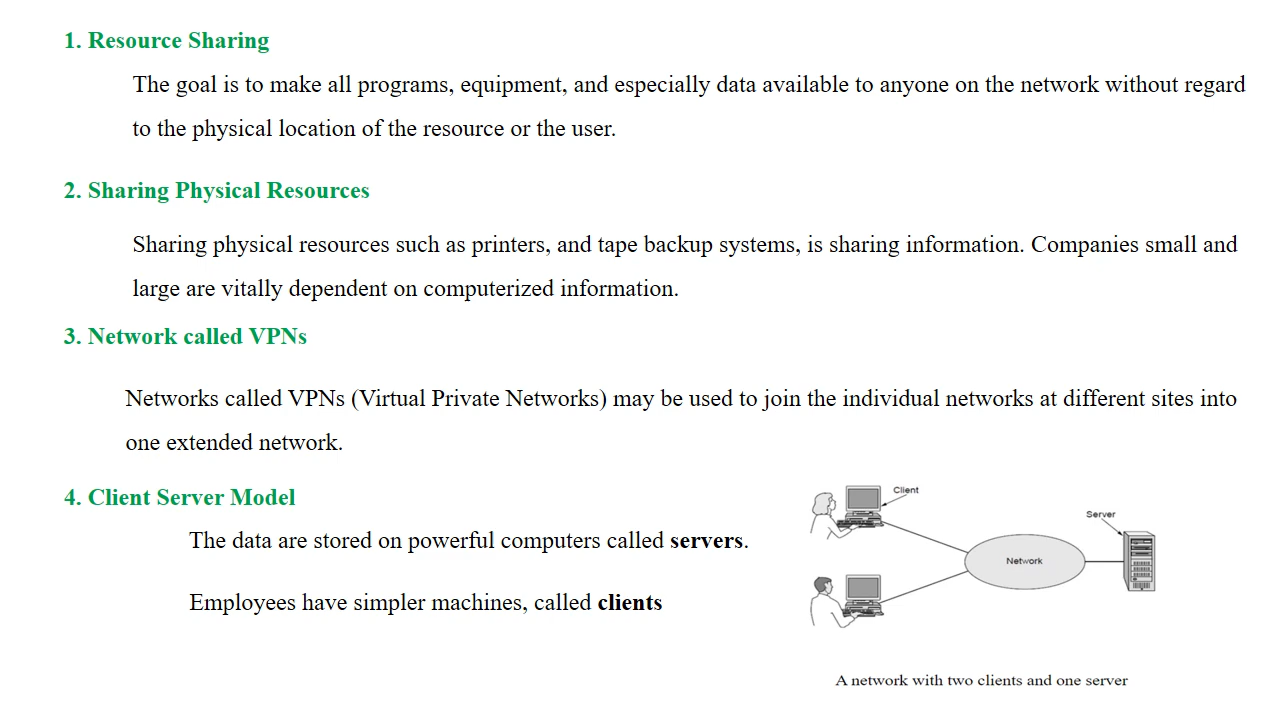 1. Resource Sharing
The goal is to make all programs, equipment, and especially data available to anyone on the network without regard
to the physical location of the resource or the user.
2. Sharing Physical Resources
Sharing physical resources such as printers, and tape backup systems, is sharing information. Companies small and
large are vitally dependent on computerized information.
3. Network called VPNs
Networks called VPNs (Virtual Private Networks) may be used to join the individual networks at different sites into
one extended network.
4. Client Server Model
The data are stored on powerful computers called servers.
Employees have simpler machines, called clients
Client
Server
Network
A network with two clients and one server